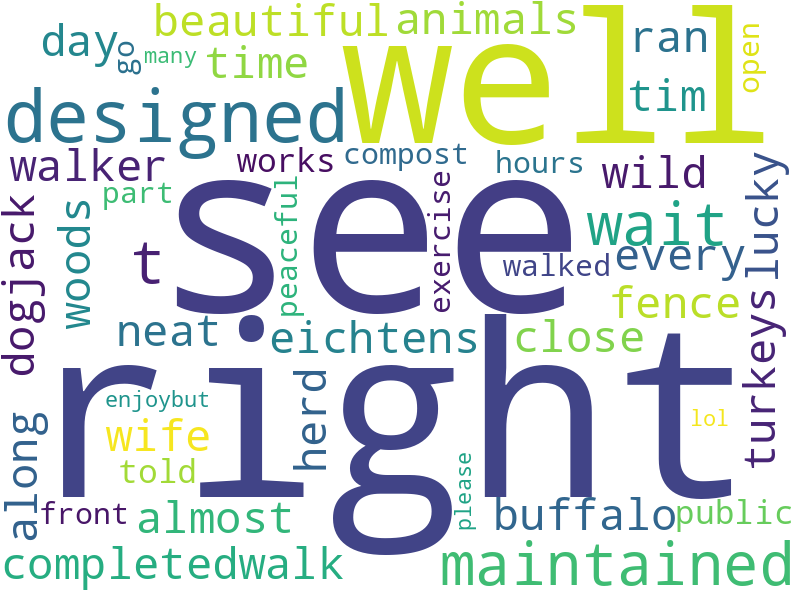 beautiful
animals
well
ran
open
day
go
many
time
tim
designed
walker
works
compost
hours
wild
lucky
part
see
peaceful
exercise
wait
dogjack
woods
t
walked
every
neat
eichtens
close
fence
turkeys
right
herd
enjoybut
wife
lol
told
along
front
almost
please
buffalo
public
completedwalk
maintained